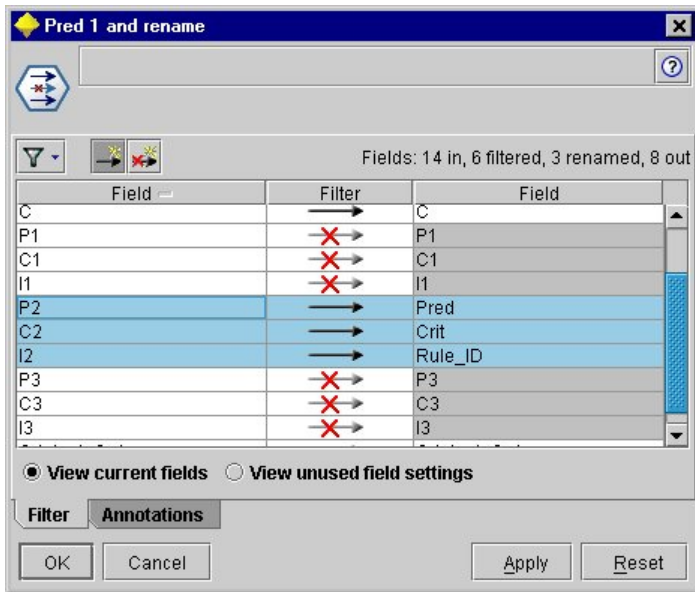 Pred 1 and rename
Fields: 14 in, 6 filtered, 3 renamed, 8 out
Field Filter Field
C C
P1 P1
C1 C1
I1 I1
P2 Pred
C2 Crit
I2 Rule_ID
P3 P3
C3 C3
I3 I3
View current fields View unused field settings
Filter Annotations
OK Cancel Apply Reset